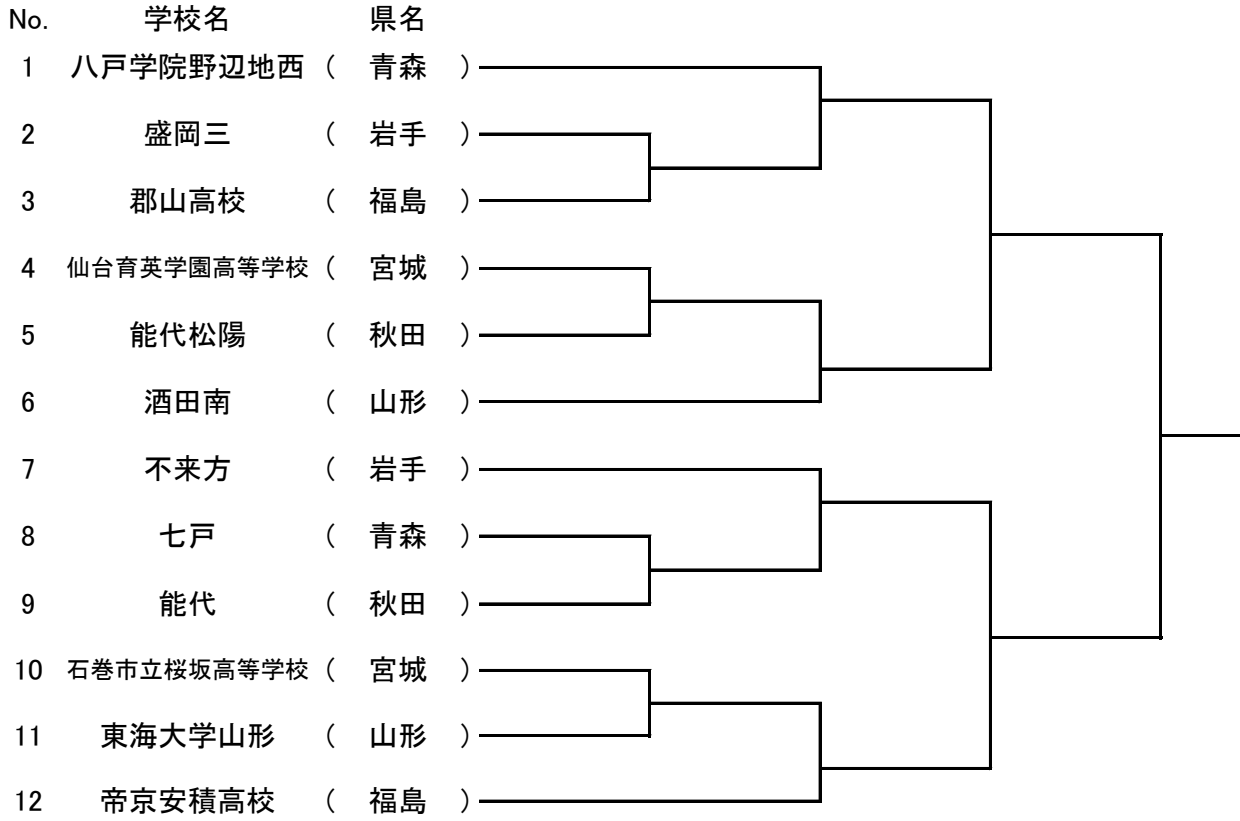 No. 学校名 県名
1 八戸学院野辺地西 ( 青森 )
2 盛岡三 ( 岩手 )
3 郡山高校 ( 福島 )
4 仙台育英学園高等学校 ( 宮城 )
5 能代松陽 ( 秋田 )
6 酒田南 ( 山形 )
7 不来方 ( 岩手 )
8 七戸 ( 青森 )
9 能代 ( 秋田 )
10 石巻市立桜坂高等学校 ( 宮城 )
11 東海大学山形 ( 山形 )
12 帝京安積高校 ( 福島 )